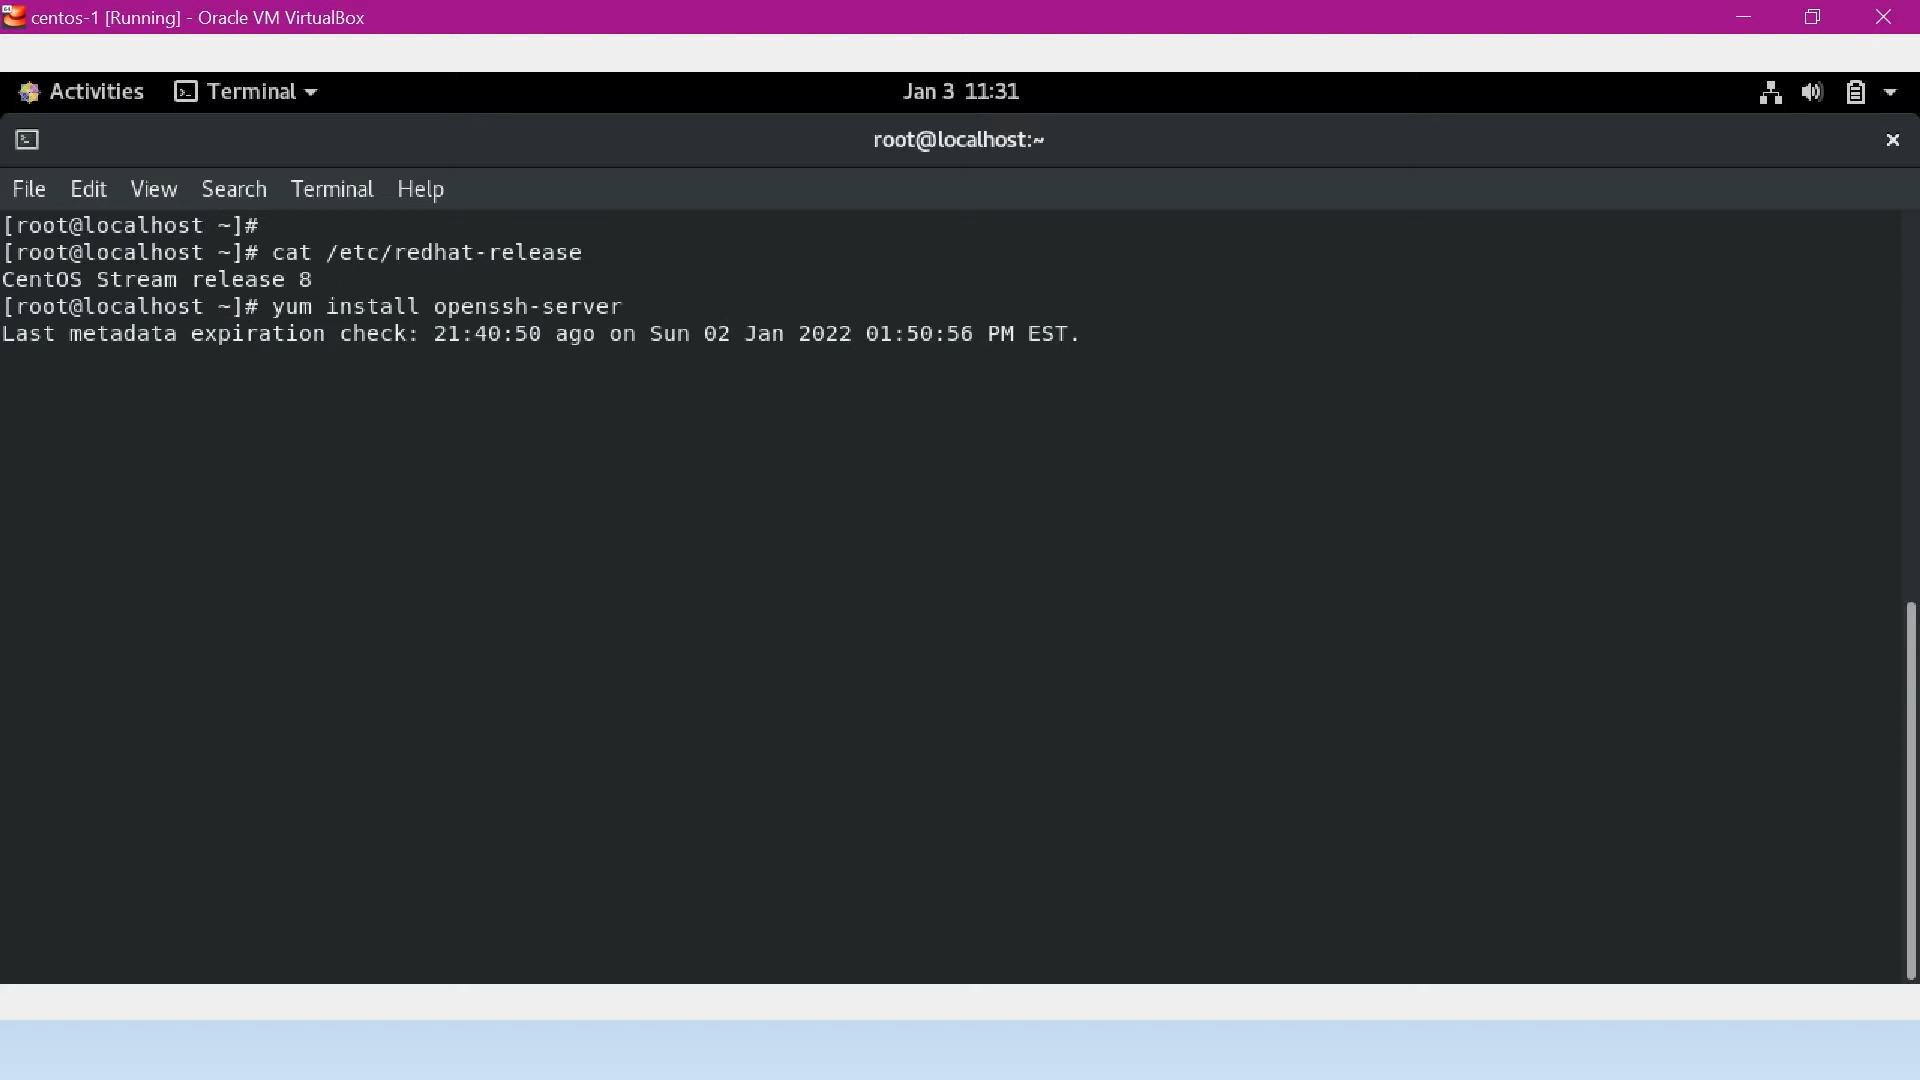 centos-1 [Running] - Oracle VM VirtualBox
Activities Terminal Jan 3 11:31
root@localhost:~
File Edit View Search Terminal Help
[root@localhost ~]#
[root@localhost ~]# cat /etc/redhat-release
CentOS Stream release 8
[root@localhost ~]# yum install openssh-server
Last metadata expiration check: 21:40:50 ago on Sun 02 Jan 2022 01:50:56 PM EST.